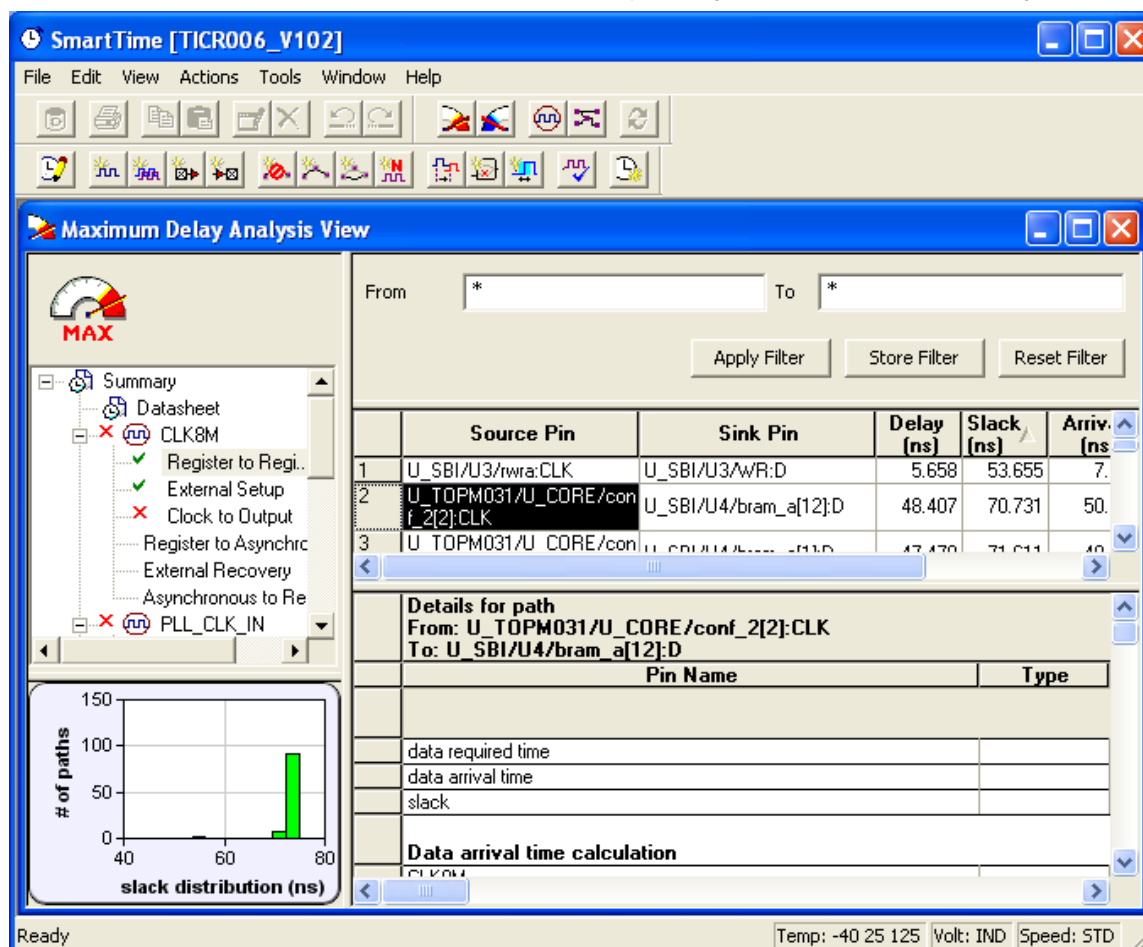 SmartTime [TICR006_V102]
File Edit View Actions Tools Window Help
Maximum Delay Analysis View
MAX
From * To *
Apply Filter Store Filter Reset Filter
Summary
Datasheet
CLK8M
Register to Regi..
External Setup
Clock to Output
Register to Asynchrc
External Recovery
Asynchronous to Re
PLL_CLK_IN
Source Pin Sink Pin Delay (ns) Slack (ns) Arriv. (ns
1 U_SBI/U3/rwra:CLK U_SBI/U3/WR:D 5.658 53.655 7.
2 U_TOPM031/U_CORE/con f_2[2]:CLK U_SBI/U4/bram_a[12]:D 48.407 70.731 50.
3 U_TOPM031/U_CORE/con
Details for path
From: U_TOPM031/U_CORE/conf_2[2]:CLK
To: U_SBI/U4/bram_a[12]:D
Pin Name Type
data required time
data arrival time
slack
Data arrival time calculation
150
100
50
0
40 60 80
# of paths
slack distribution (ns)
Ready Temp: -40 25 125 Volt: IND Speed: STD